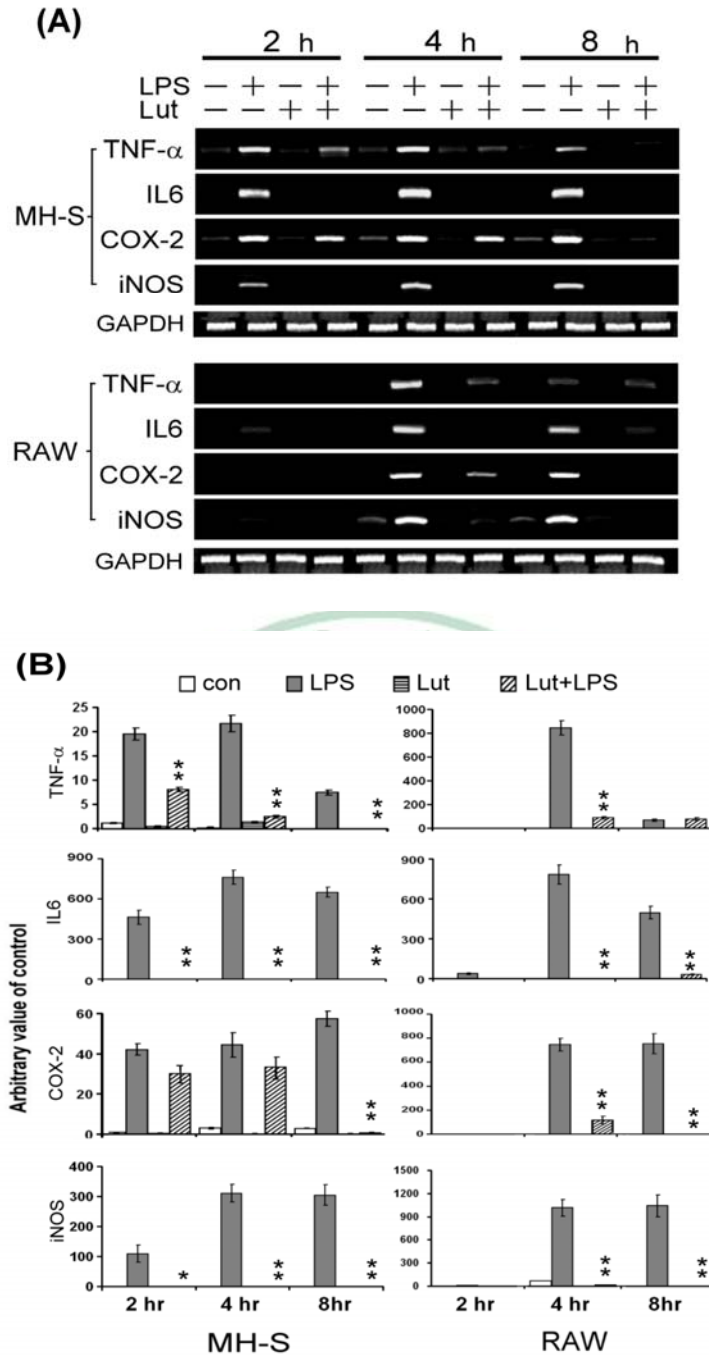 (A)
2 h 4 h 8 h
LPS — + — + — + — + — + — +
Lut — — + + — — + + — — + +
MH-S
TNF-α
IL6
COX-2
iNOS
GAPDH
RAW
TNF-α
IL6
COX-2
iNOS
GAPDH
(B)
con LPS Lut Lut+LPS
Arbitrary value of control
TNF-α
25
20
15
10
5
0
** ** **
1000
800
600
400
200
0
**
IL6
900
600
300
0
** ** **
900
600
300
0
** **
COX-2
60
40
20
0
**
1000
800
600
400
200
0
** **
iNOS
400
300
200
100
0
* ** **
1500
1200
900
600
300
0
** **
2 hr 4 hr 8hr 2 hr 4 hr 8hr
MH-S RAW